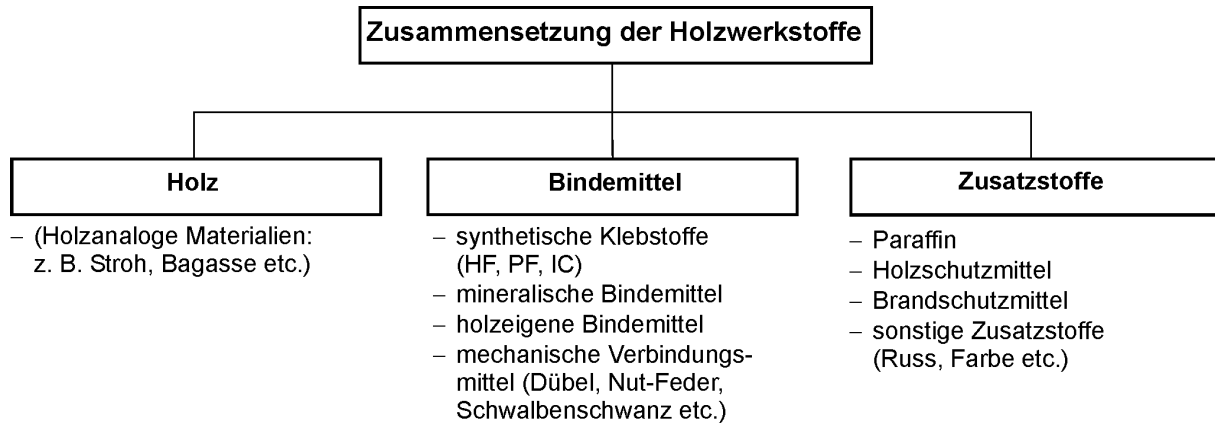 Zusammensetzung der Holzwerkstoffe
Holz
– (Holzanaloge Materialien:
z. B. Stroh, Bagasse etc.)
Bindemittel
– synthetische Klebstoffe
(HF, PF, IC)
– mineralische Bindemittel
– holzeigene Bindemittel
– mechanische Verbindungs-
mittel (Dübel, Nut-Feder,
Schwalbenschwanz etc.)
Zusatzstoffe
– Paraffin
– Holzschutzmittel
– Brandschutzmittel
– sonstige Zusatzstoffe
(Russ, Farbe etc.)